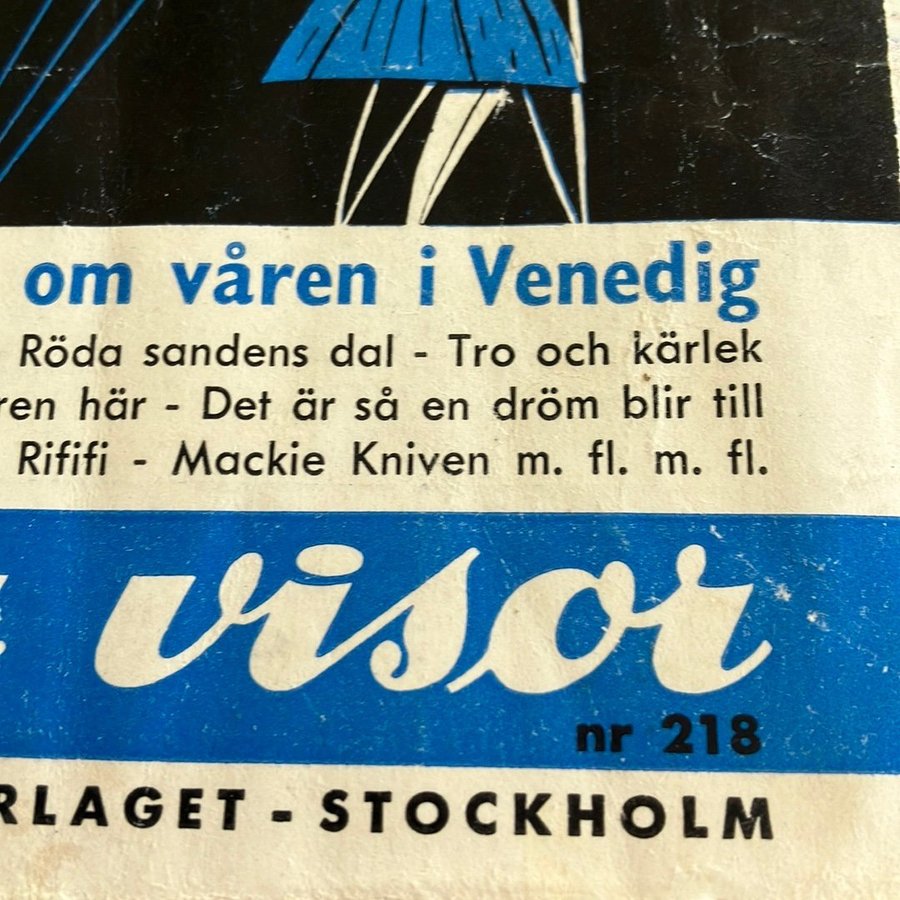 om våren i Venedig
Röda sandens dal - Tro och kärlek
ren här - Det är så en dröm blir till
Rififi - Mackie Kniven m. fl. m. fl.
visor
nr 218
RLAGET - STOCKHOLM